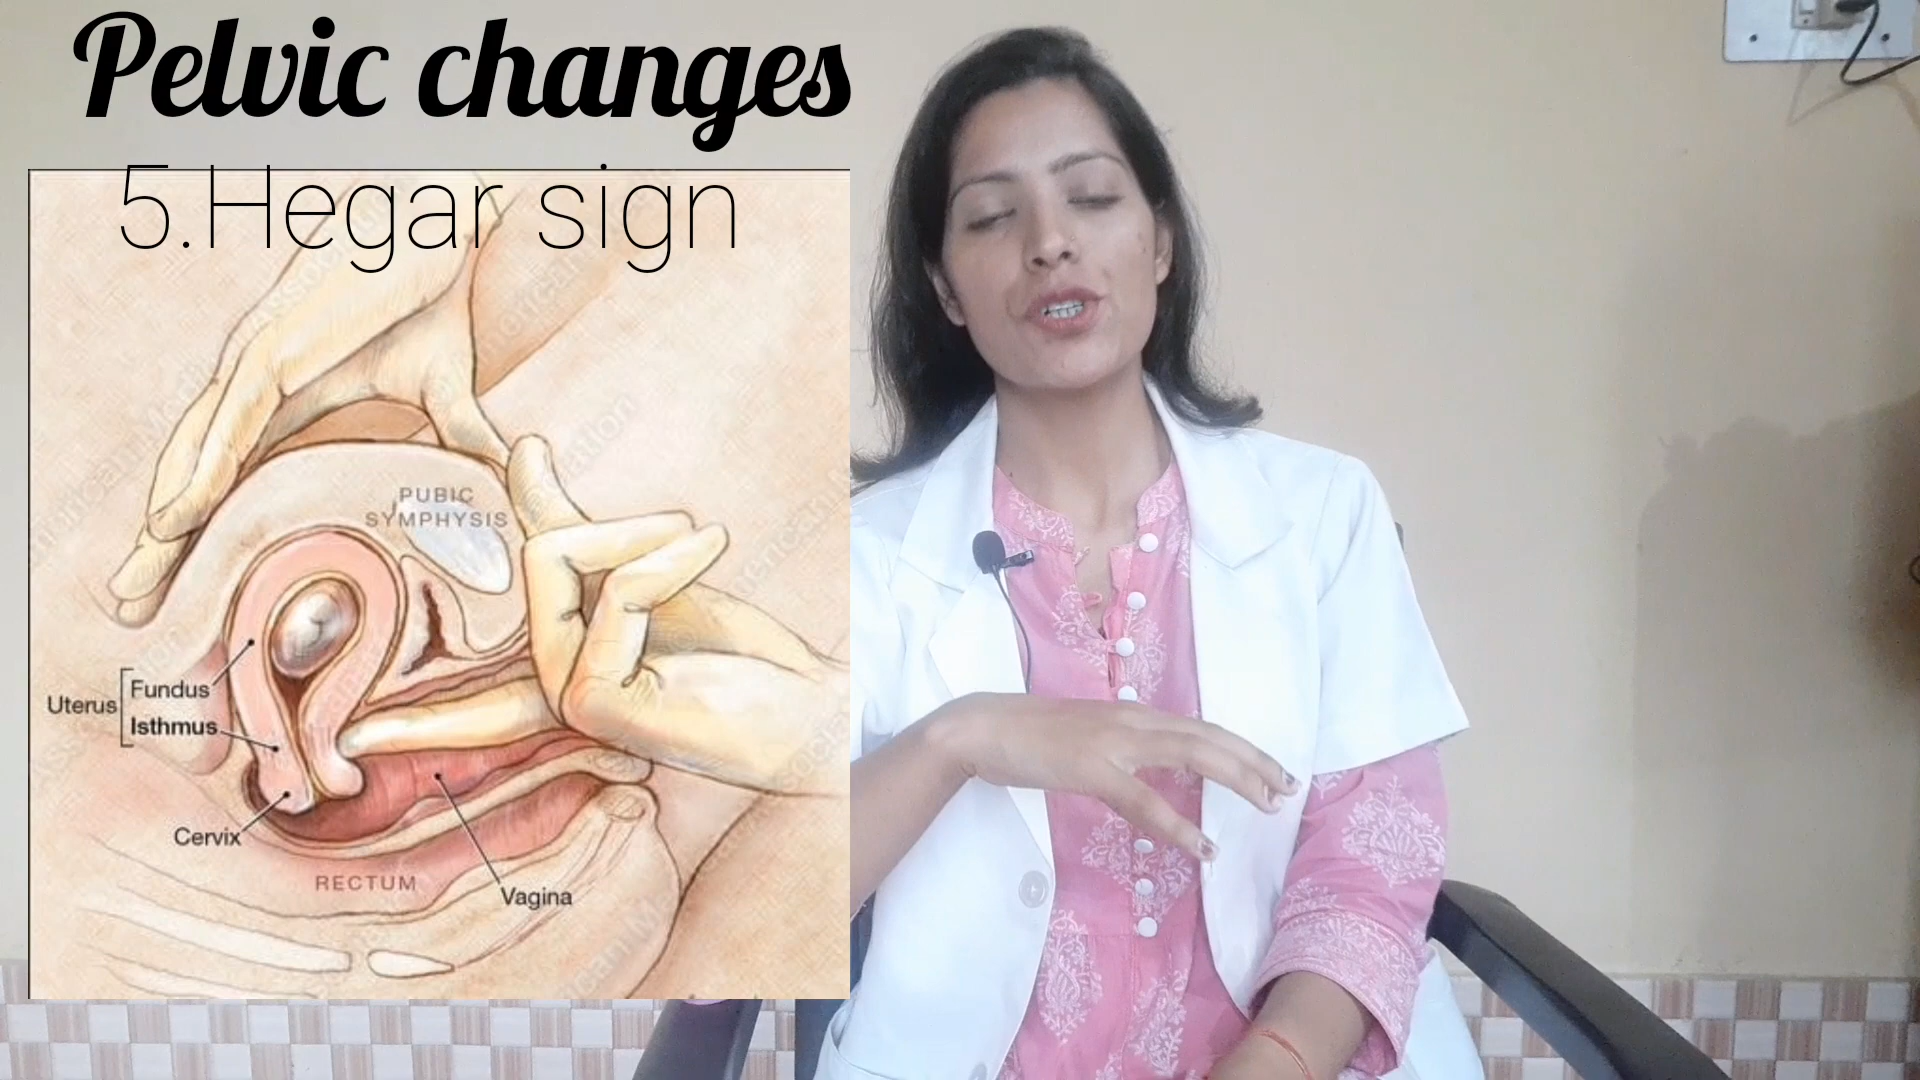 Pelvic changes
5.Hegar sign
PUBIC
SYMPHYSIS
Uterus
Fundus
Isthmus
Cervix
RECTUM
Vagina